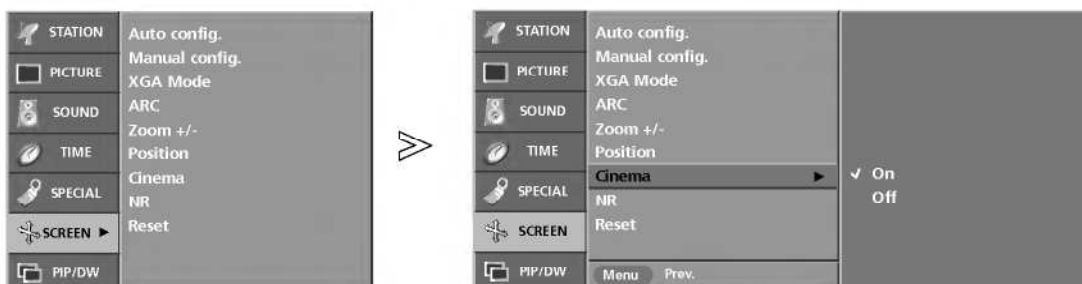 STATION
PICTURE
SOUND
TIME
SPECIAL
SCREEN
PIP/DW
Auto config.
Manual config.
XGA Mode
ARC
Zoom +/-
Position
Cinema
NR
Reset
STATION
PICTURE
SOUND
TIME
SPECIAL
SCREEN
PIP/DW
Auto config.
Manual config.
XGA Mode
ARC
Zoom +/-
Position
Cinema
NR
Reset
Menu Prev.
On
Off